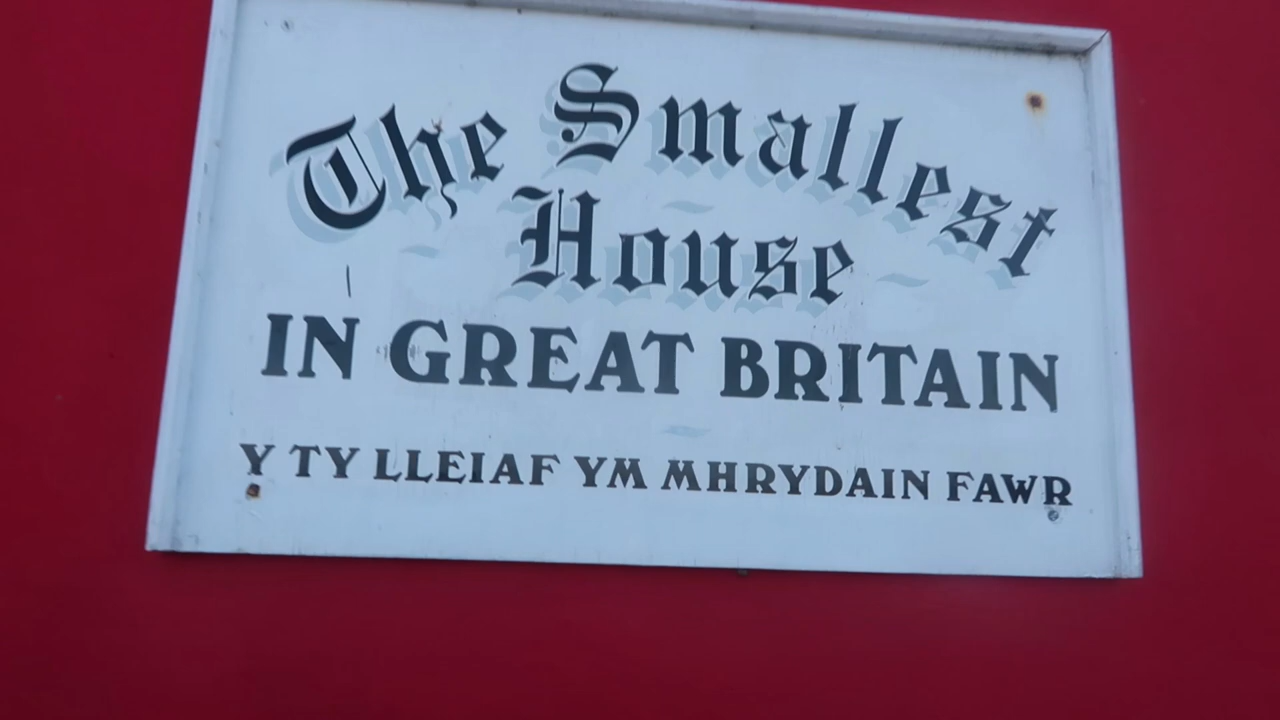 The Smallest
House
IN GREAT BRITAIN
Y TY LLEIAF YM MHRYDAIN FAWR